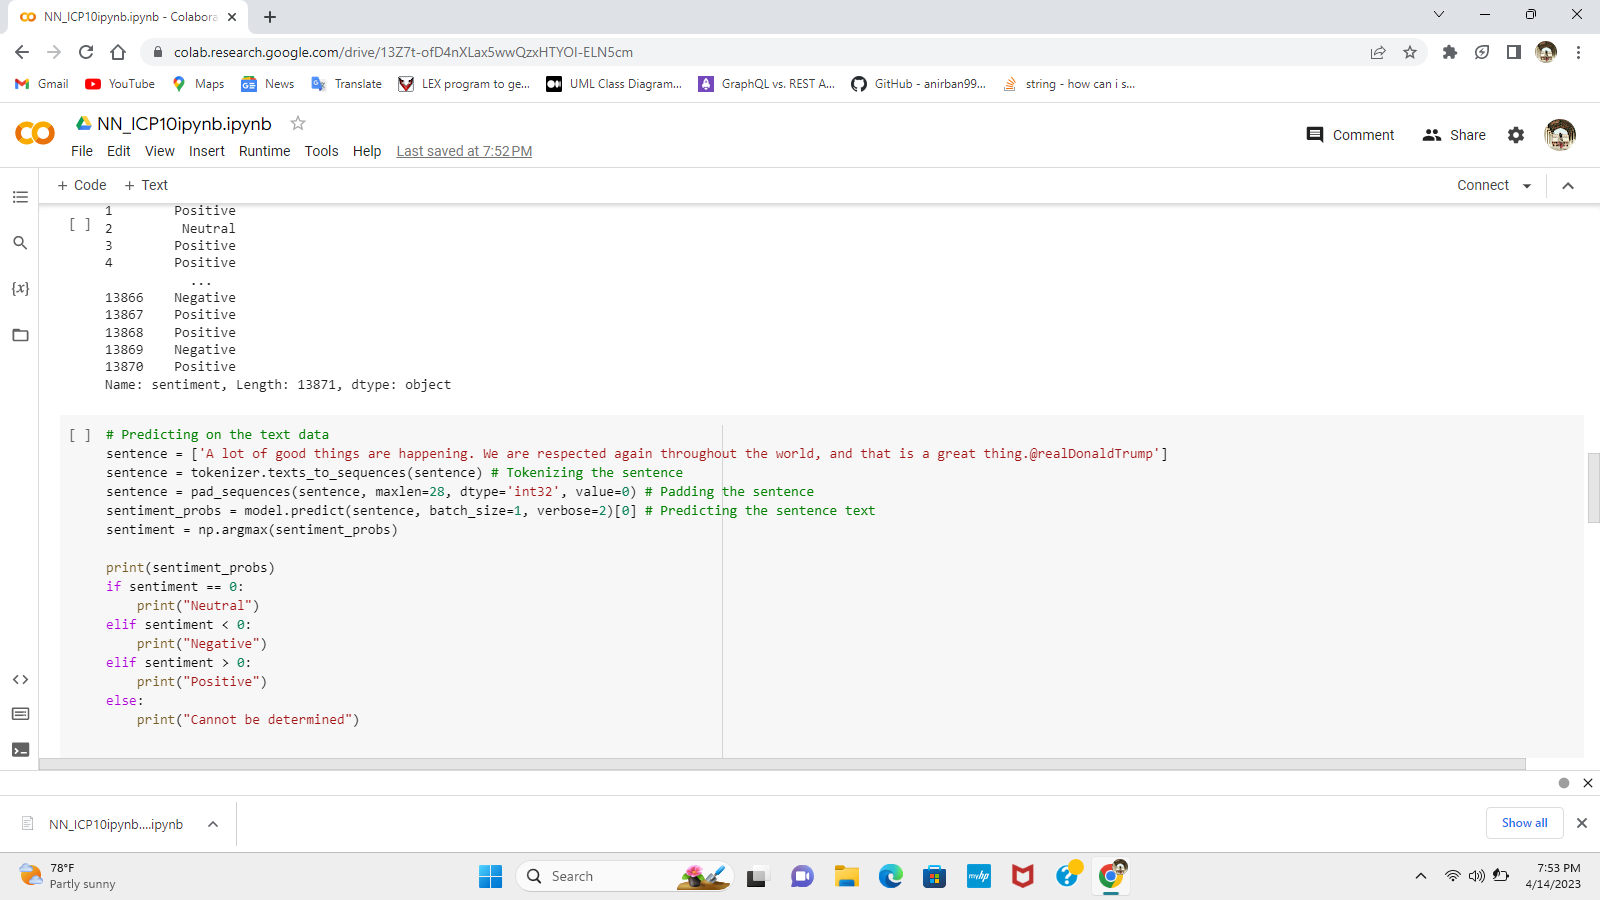 NN_ICP10ipynb.ipynb - Colabora
colab.research.google.com/drive/13Z7t-ofD4nXLax5wwQzxHTYOI-ELN5cm
Gmail YouTube Maps News Translate LEX program to ge... UML Class Diagram... GraphQL vs. REST A... GitHub - anirban99... string - how can i s...
NN_ICP10ipynb.ipynb
Comment Share
File Edit View Insert Runtime Tools Help Last saved at 7:52 PM
+ Code + Text Connect
1 Positive
[ ] 2 Neutral
3 Positive
4 Positive
...
13866 Negative
13867 Positive
13868 Positive
13869 Negative
13870 Positive
Name: sentiment, Length: 13871, dtype: object
[ ] # Predicting on the text data
sentence = ['A lot of good things are happening. We are respected again throughout the world, and that is a great thing.@realDonaldTrump']
sentence = tokenizer.texts_to_sequences(sentence) # Tokenizing the sentence
sentence = pad_sequences(sentence, maxlen=28, dtype='int32', value=0) # Padding the sentence
sentiment_probs = model.predict(sentence, batch_size=1, verbose=2)[0] # Predicting the sentence text
sentiment = np.argmax(sentiment_probs)
print(sentiment_probs)
if sentiment == 0:
    print("Neutral")
elif sentiment < 0:
    print("Negative")
elif sentiment > 0:
    print("Positive")
else:
    print("Cannot be determined")
NN_ICP10ipynb....ipynb
Show all
78°F
Partly sunny
Search
myhp
7:53 PM
4/14/2023